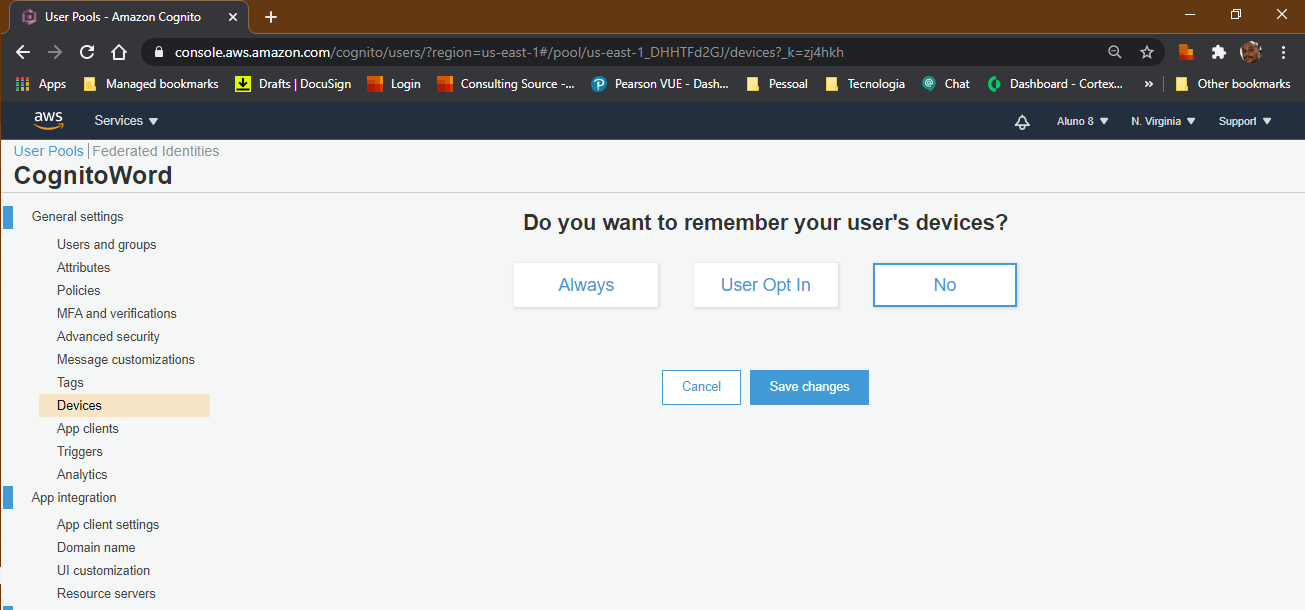 User Pools - Amazon Cognito
console.aws.amazon.com/cognito/users/?region=us-east-1#/pool/us-east-1_DHHTFd2GJ/devices?_k=zj4hkh
Apps Managed bookmarks Drafts | DocuSign Login Consulting Source -... Pearson VUE - Dash... Pessoal Tecnologia Chat Dashboard - Cortex... » Other bookmarks
aws Services Aluno 8 N. Virginia Support
User Pools | Federated Identities
CognitoWord
General settings
Do you want to remember your user's devices?
Users and groups
Attributes
Always User Opt In No
Policies
MFA and verifications
Advanced security
Message customizations
Tags
Cancel Save changes
Devices
App clients
Triggers
Analytics
App integration
App client settings
Domain name
UI customization
Resource servers